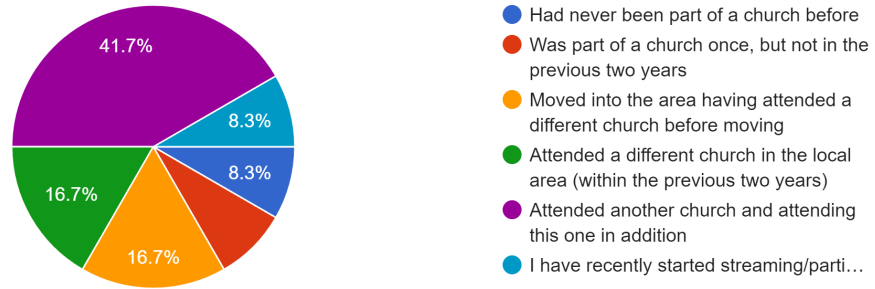 41.7%
8.3%
8.3%
16.7%
16.7%
Had never been part of a church before
Was part of a church once, but not in the
previous two years
Moved into the area having attended a
different church before moving
Attended a different church in the local
area (within the previous two years)
Attended another church and attending
this one in addition
I have recently started streaming/parti…